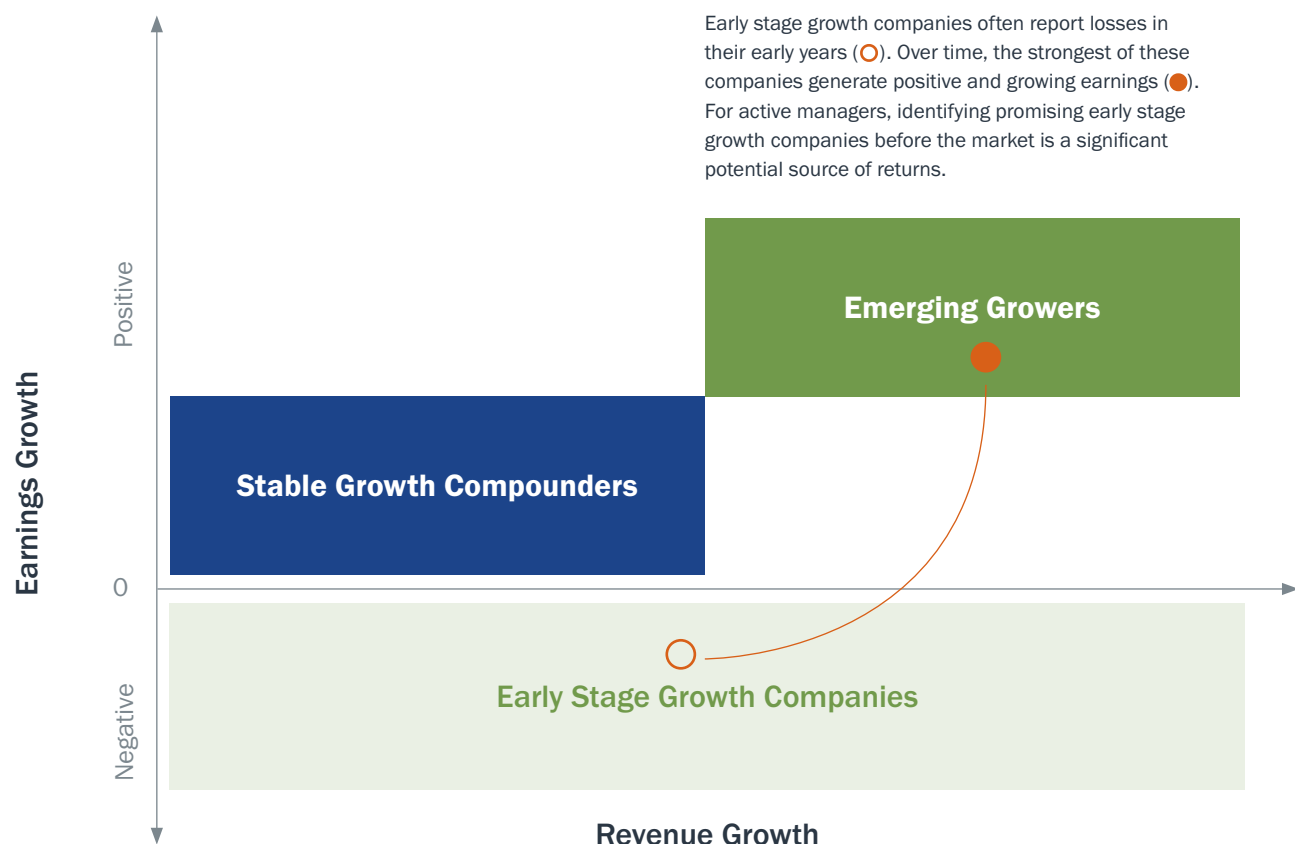 Early stage growth companies often report losses in
their early years ( ). Over time, the strongest of these
companies generate positive and growing earnings ( ).
For active managers, identifying promising early stage
growth companies before the market is a significant
potential source of returns.
Positive
Emerging Growers
Earnings Growth
Stable Growth Compounders
0
Early Stage Growth Companies
Negative
Revenue Growth